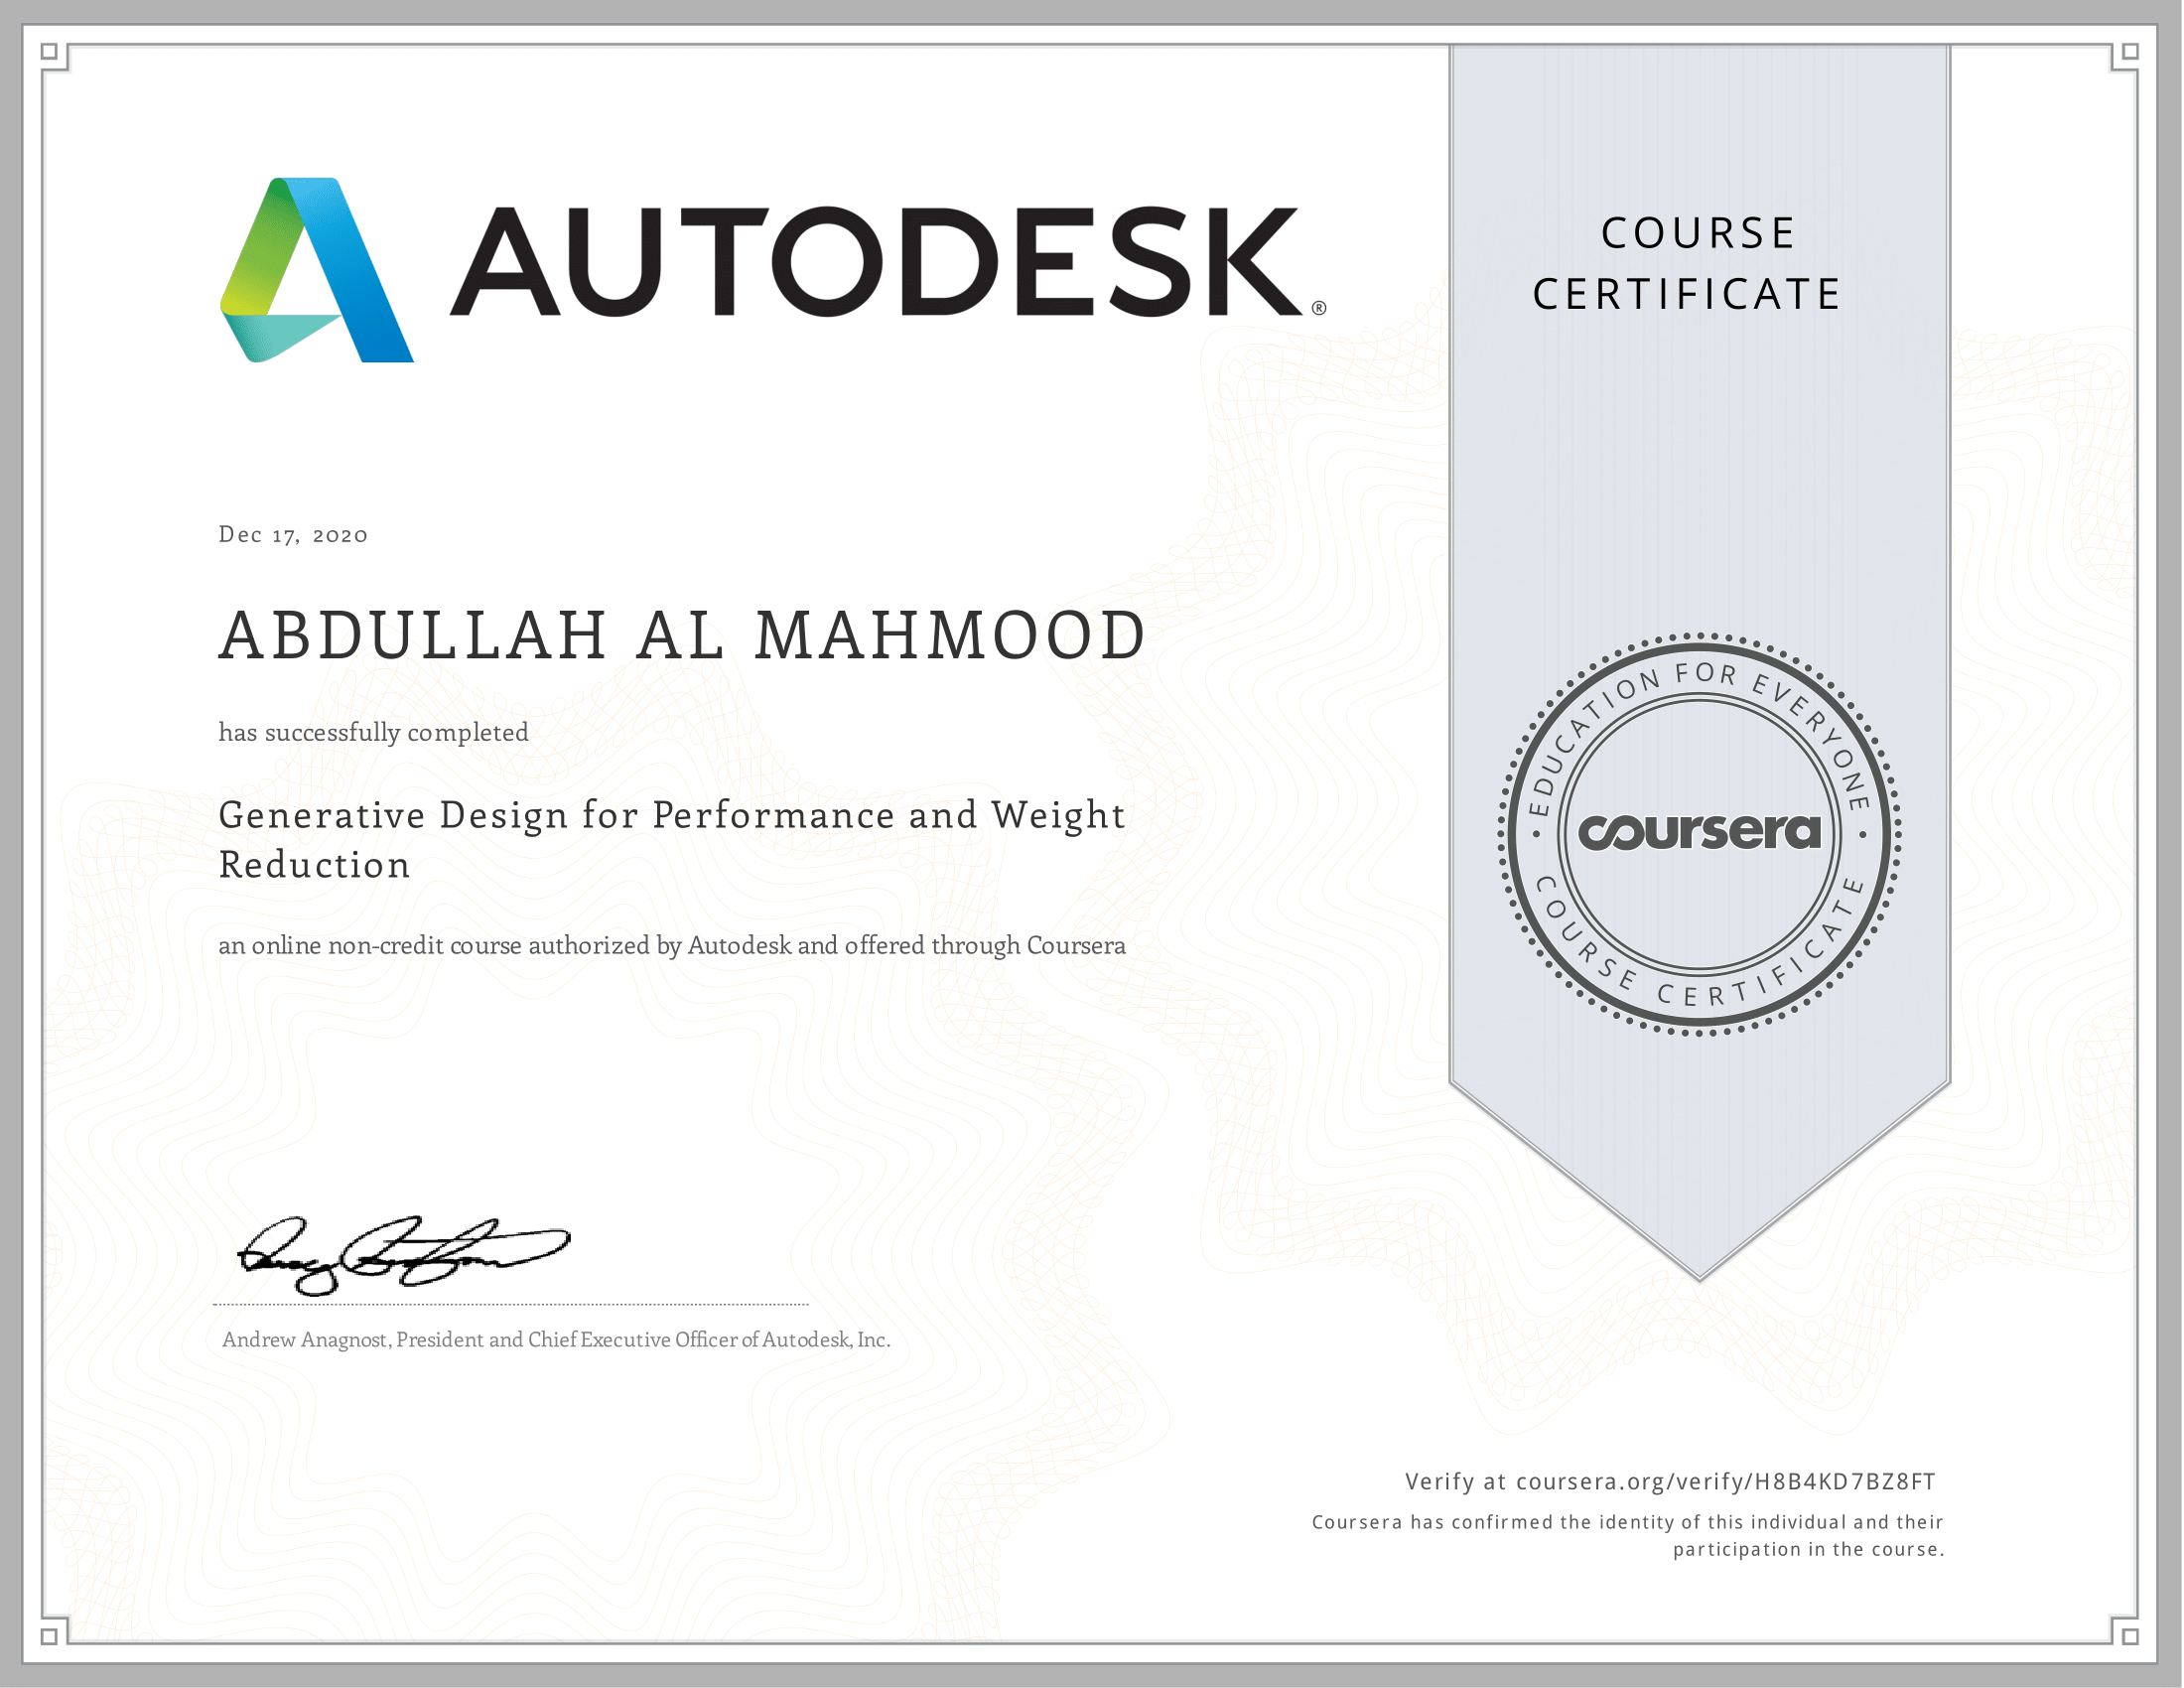 AUTODESK®
COURSE
CERTIFICATE
Dec 17, 2020
ABDULLAH AL MAHMOOD
has successfully completed
Generative Design for Performance and Weight
Reduction
an online non-credit course authorized by Autodesk and offered through Coursera
EDUCATION FOR EVERYONE
coursera
COURSE CERTIFICATE
Andrew Anagnost, President and Chief Executive Officer of Autodesk, Inc.
Verify at coursera.org/verify/H8B4KD7BZ8FT
Coursera has confirmed the identity of this individual and their
participation in the course.